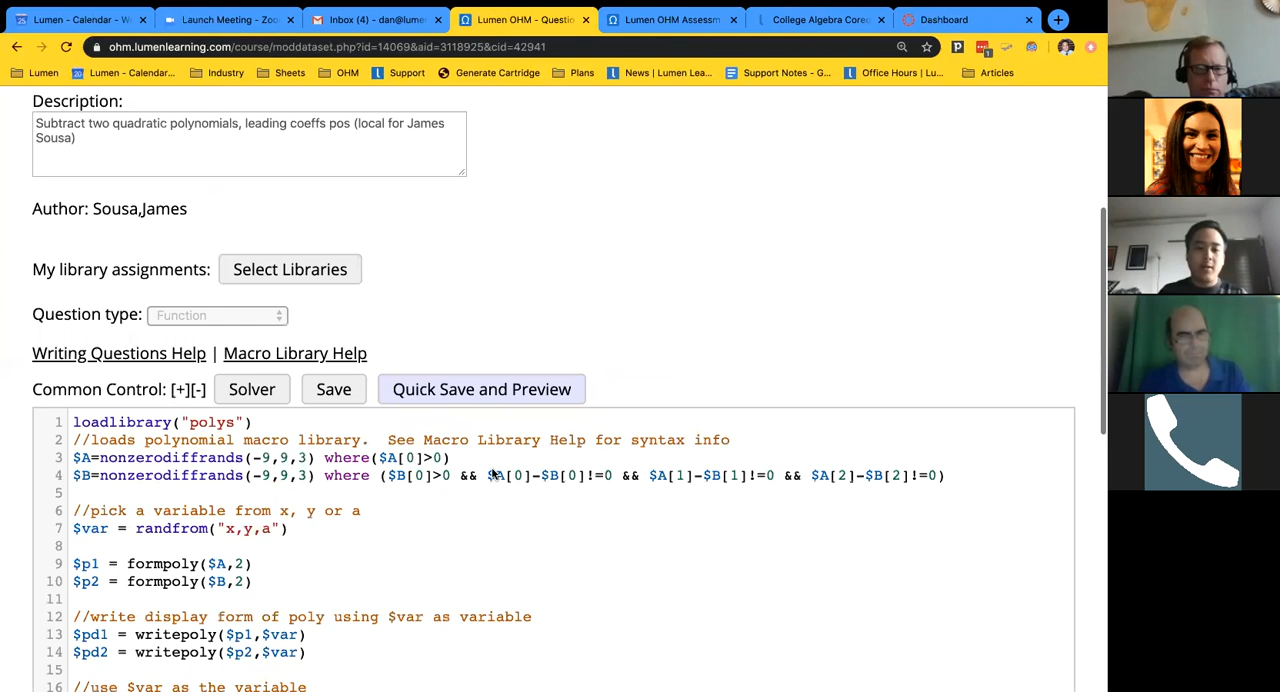 Lumen - Calendar - We
Launch Meeting - Zoo
Inbox (4) - dan@lumen
Lumen OHM - Questio
Lumen OHM Assessm
College Algebra Coreq
Dashboard
ohm.lumenlearning.com/course/moddataset.php?id=14069&aid=3118925&cid=42941
Lumen
20 Lumen - Calendar...
Industry
Sheets
OHM
Support
Generate Cartridge
Plans
News | Lumen Lea...
Support Notes - G...
Office Hours | Lu...
Articles
Description:
Subtract two quadratic polynomials, leading coeffs pos (local for James
Sousa)
Author: Sousa,James
My library assignments: Select Libraries
Question type: Function
Writing Questions Help | Macro Library Help
Common Control: [+][-] Solver Save Quick Save and Preview
1 loadlibrary("polys")
2 //loads polynomial macro library. See Macro Library Help for syntax info
3 $A=nonzerodiffrands(-9,9,3) where($A[0]>0)
4 $B=nonzerodiffrands(-9,9,3) where ($B[0]>0 && $A[0]-$B[0]!=0 && $A[1]-$B[1]!=0 && $A[2]-$B[2]!=0)
5
6 //pick a variable from x, y or a
7 $var = randfrom("x,y,a")
8
9 $p1 = formpoly($A,2)
10 $p2 = formpoly($B,2)
11
12 //write display form of poly using $var as variable
13 $pd1 = writepoly($p1,$var)
14 $pd2 = writepoly($p2,$var)
15
16 //use $var as the variable